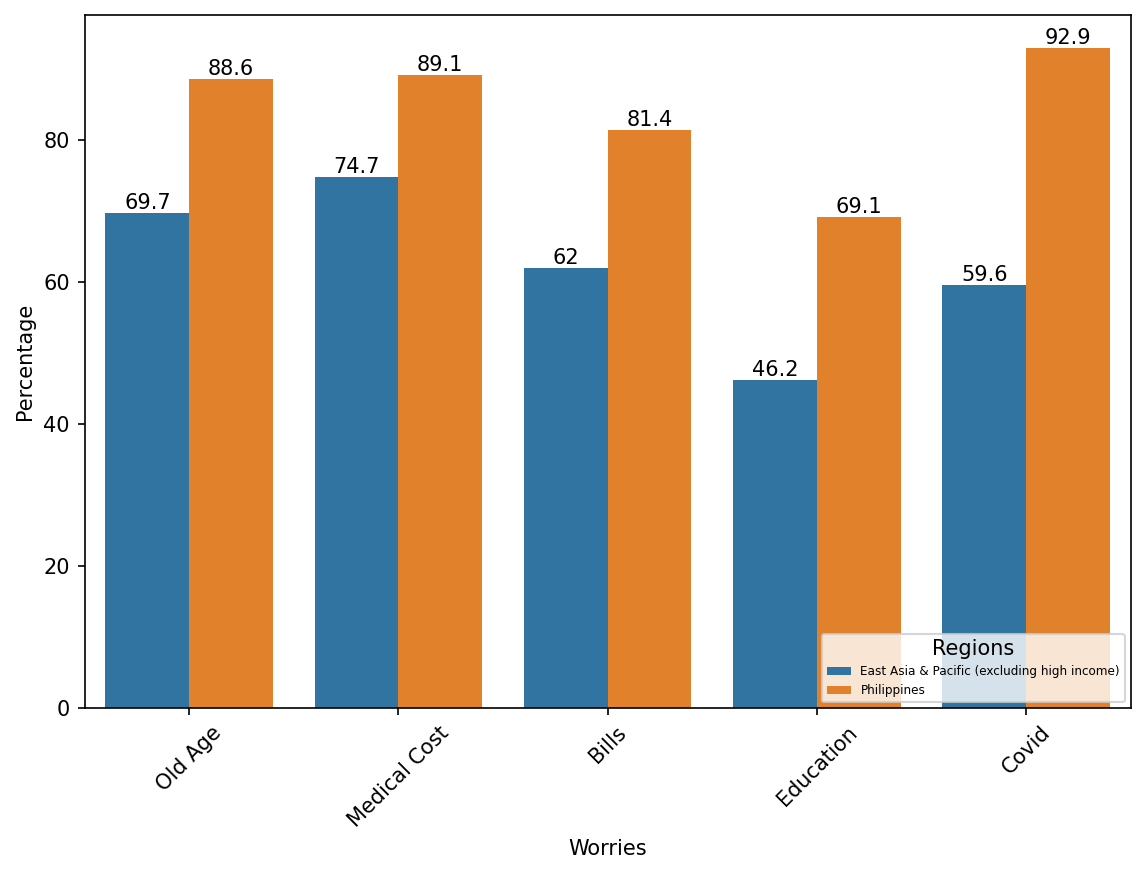 92.9
88.6
89.1
81.4
80
74.7
69.7
69.1
62
60
59.6
46.2
40
20
0
Percentage
Regions
East Asia & Pacific (excluding high income)
Philippines
Old Age
Medical Cost
Bills
Education
Covid
Worries